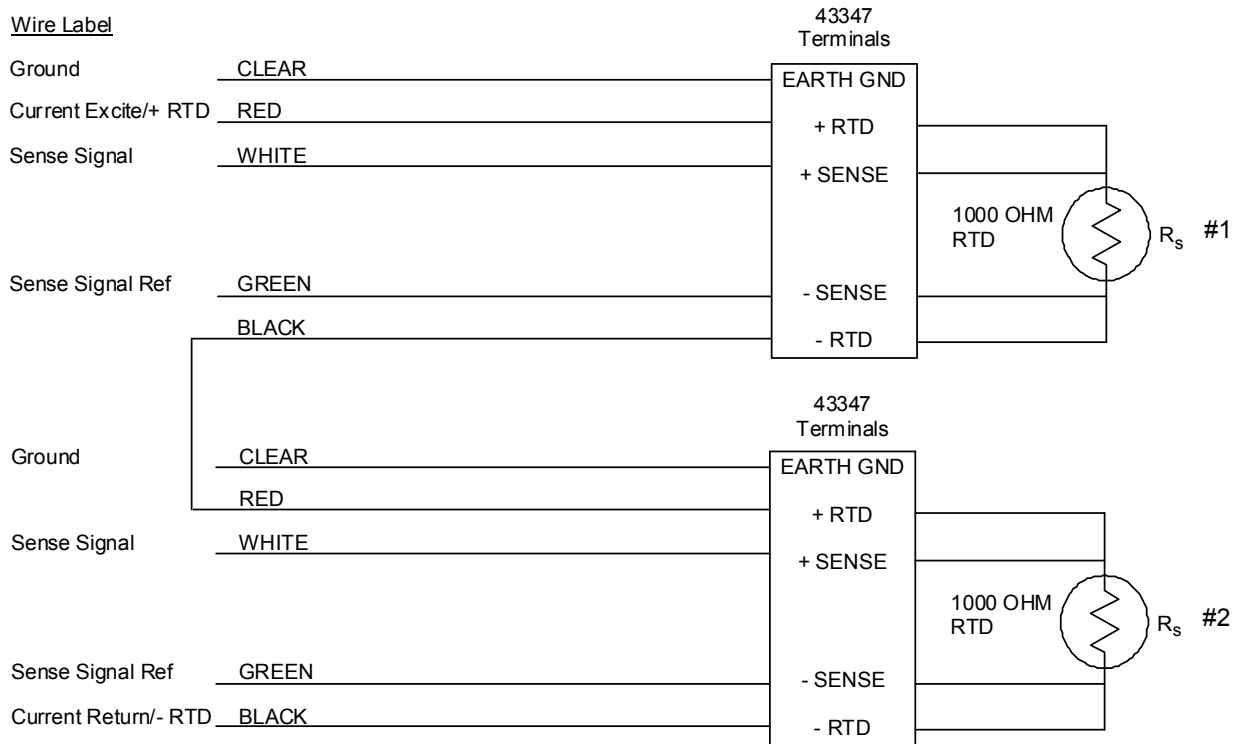 Wire Label
43347
Terminals
Ground CLEAR EARTH GND
Current Excite/+ RTD RED + RTD
Sense Signal WHITE + SENSE
1000 OHM
RTD
Rs #1
Sense Signal Ref GREEN - SENSE
BLACK - RTD
43347
Terminals
Ground CLEAR EARTH GND
RED + RTD
Sense Signal WHITE + SENSE
1000 OHM
RTD
Rs #2
Sense Signal Ref GREEN - SENSE
Current Return/- RTD BLACK - RTD